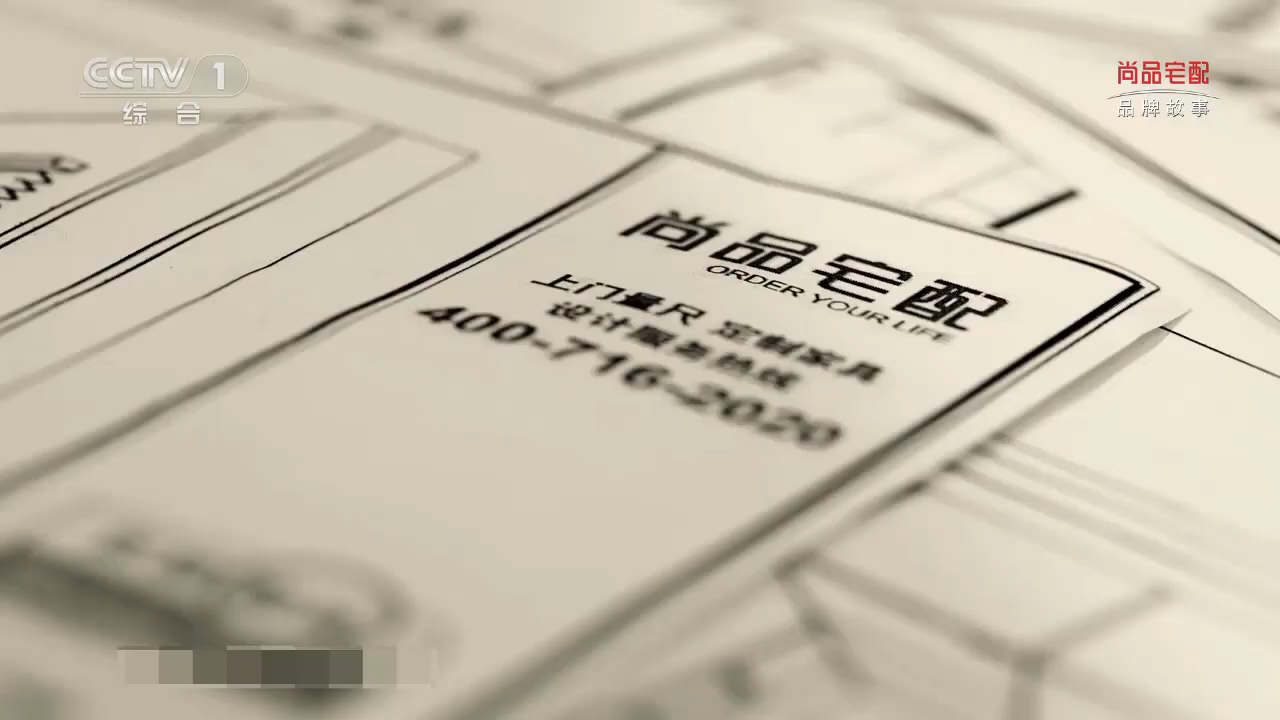 CCTV 1
综合
尚品宅配
品牌故事
尚品宅配
ORDER YOUR LIFE
上门量尺 定制家具
设计服务热线
400-716-2020